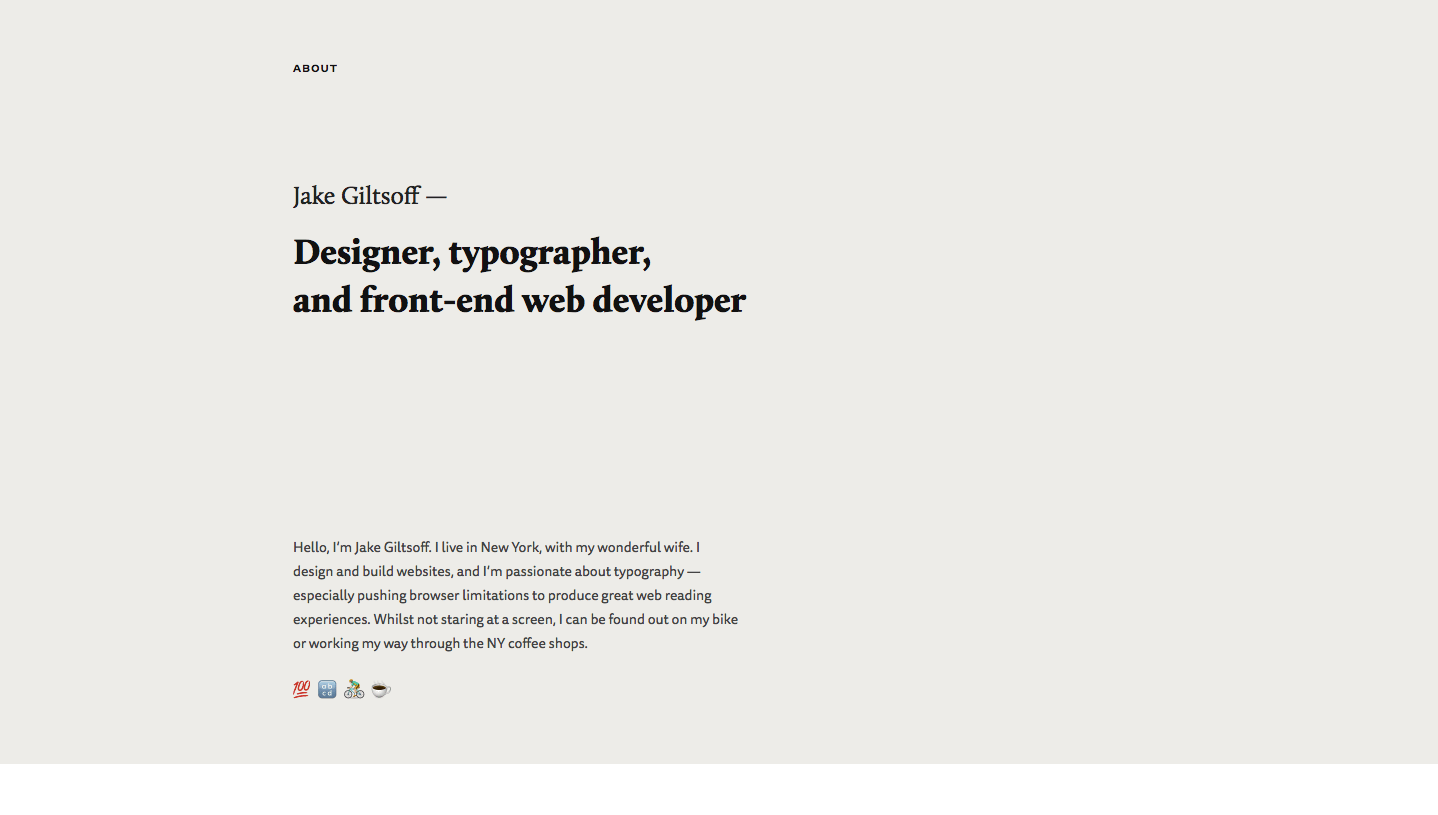 ABOUT
Jake Giltsoff —
Designer, typographer,
and front-end web developer
Hello, I’m Jake Giltsoff. I live in New York, with my wonderful wife. I
design and build websites, and I’m passionate about typography —
especially pushing browser limitations to produce great web reading
experiences. Whilst not staring at a screen, I can be found out on my bike
or working my way through the NY coffee shops.
💯 🔡 🚴 ☕